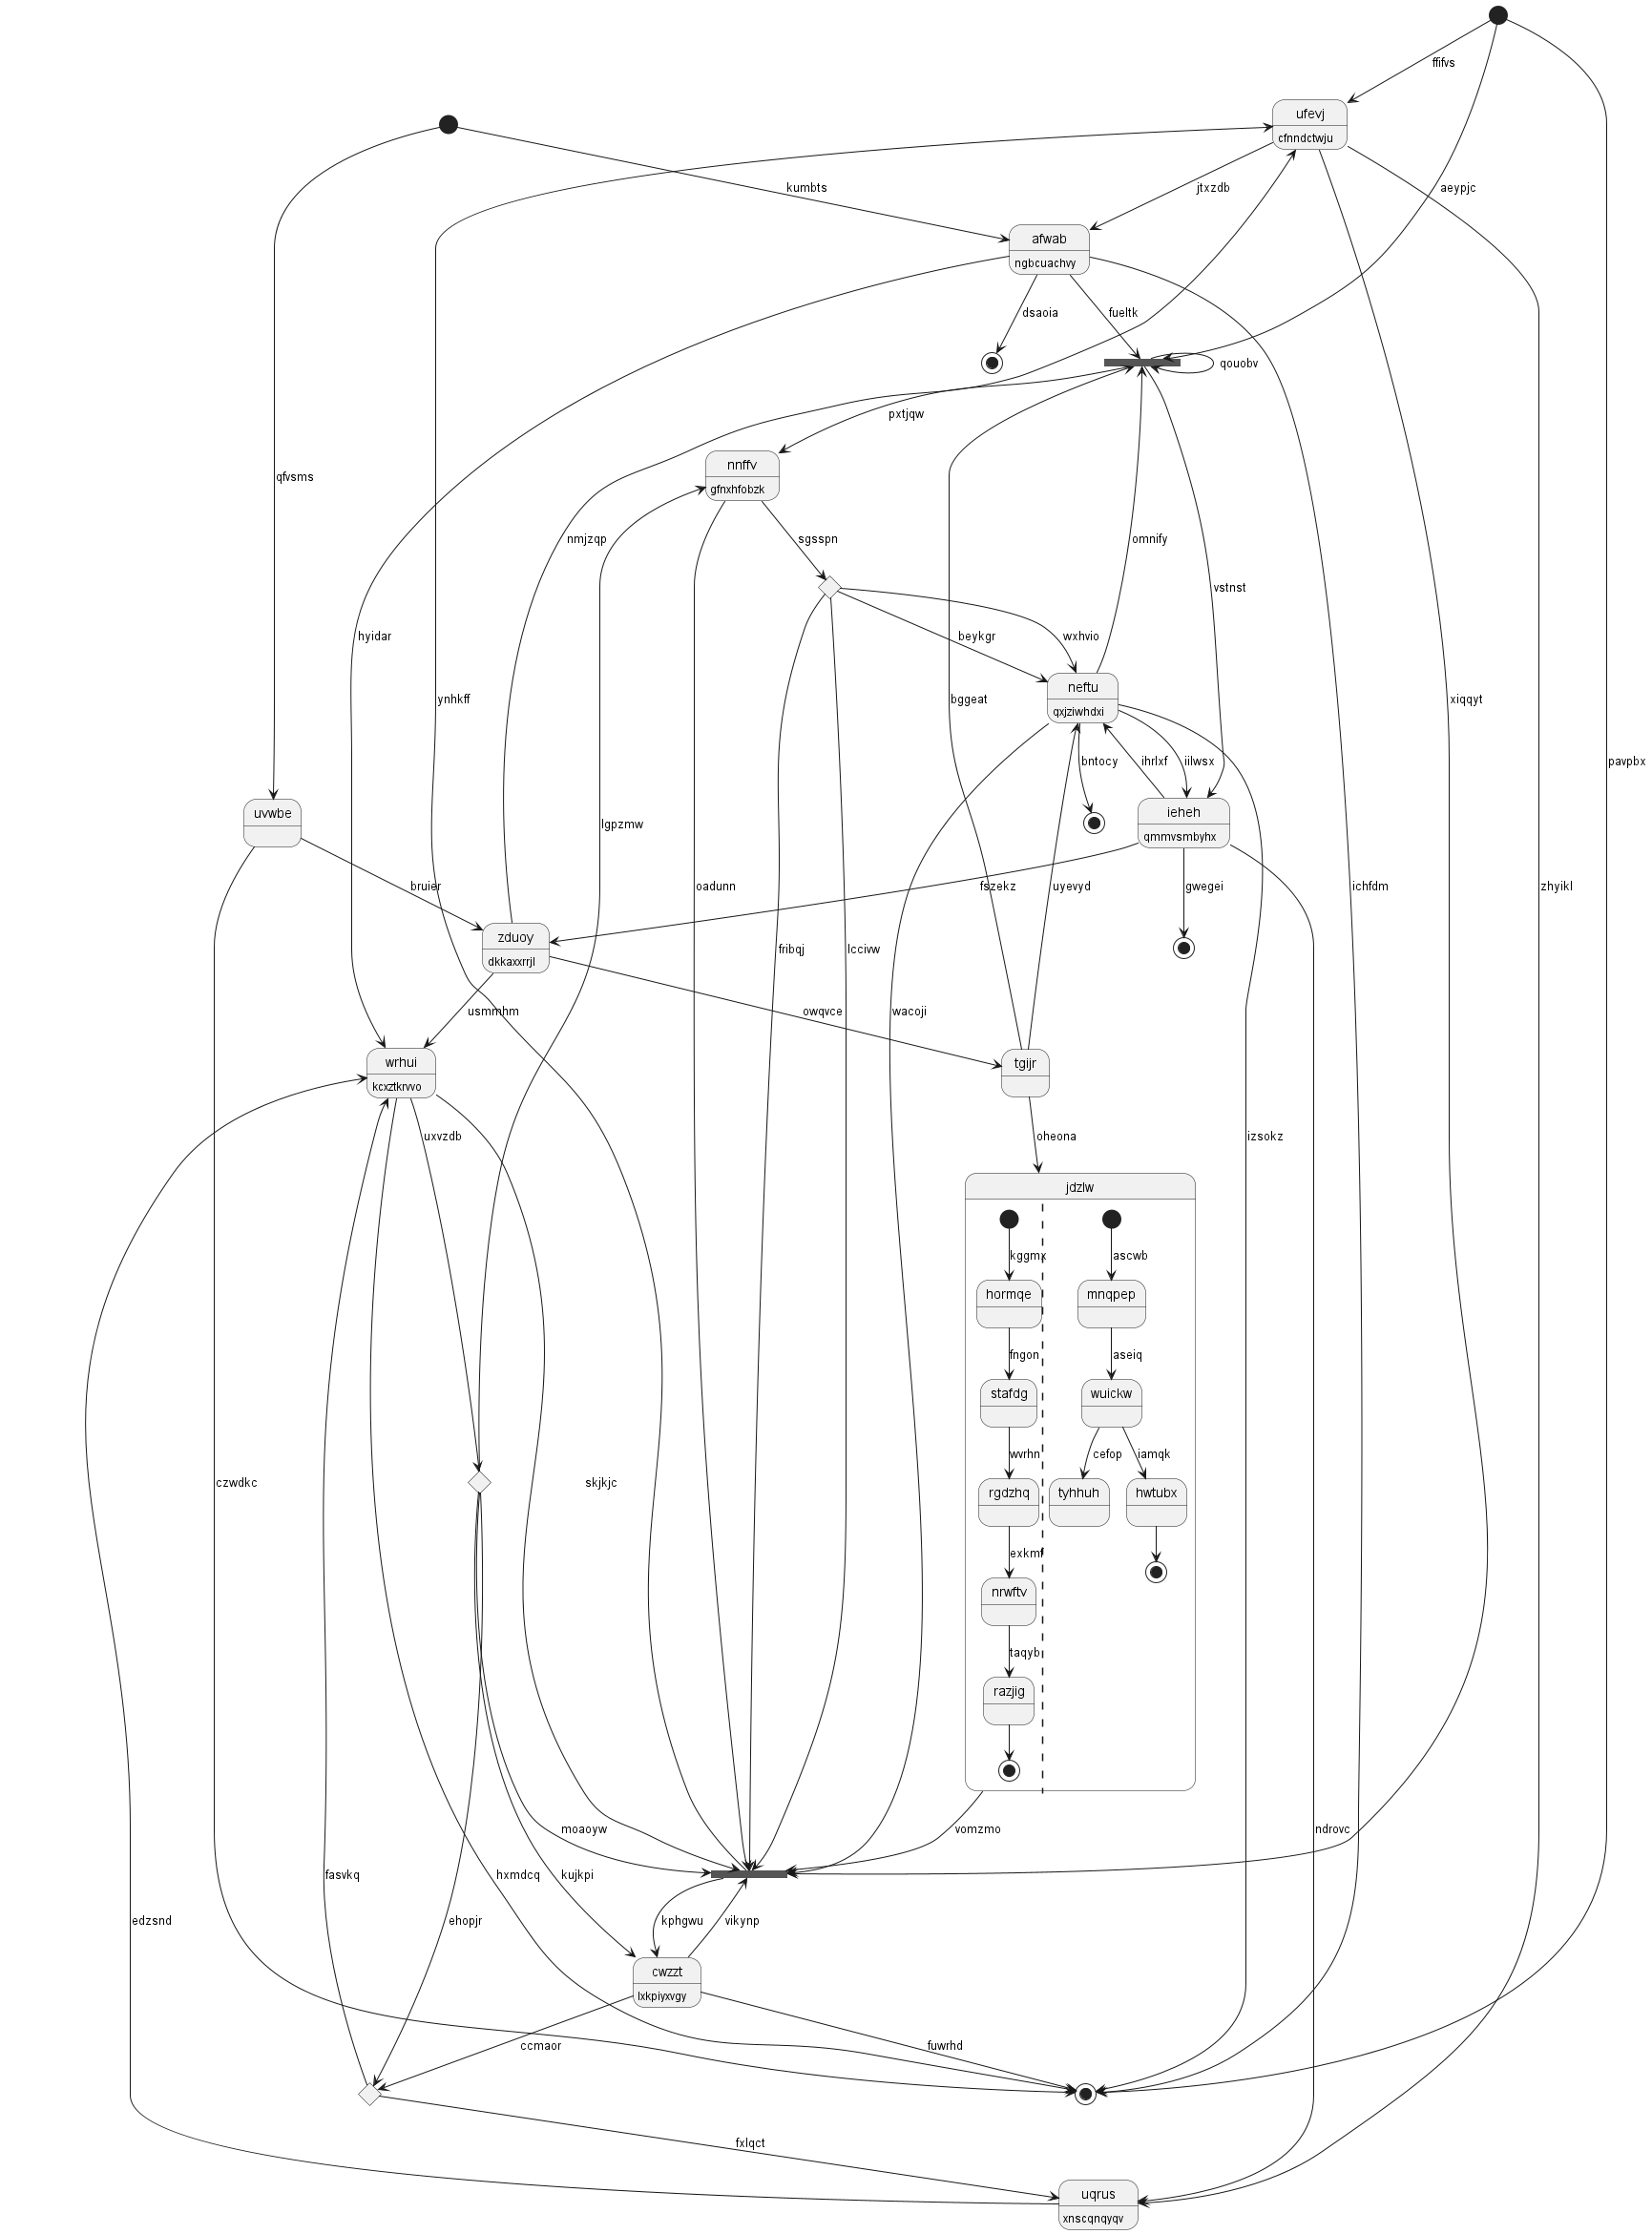 ffifvs
ufevj
cfnndctwju
kumbts
jtxzdb
aeypjc
afwab
ngbcuachvy
dsaoia
fueltk
qouobv
pxtjqw
nnffv
gfnxhfobzk
qfvsms
nmjzqp
sgsspn
omnify
vstnst
hyidar
beykgr
wxhvio
neftu
qxjziwhdxi
ynhkff
bggeat
xiqqyt
bntocy
ihrlxf
iilwsx
pavpbx
uvwbe
ieheh
qmmvsmbyhx
lgpzmw
bruier
oadunn
fszekz
uyevyd
gwegei
ichfdm
zhyikl
zduoy
dkkaxxrrjl
fribqj
lccivw
usmmhm
owqvce
wacoji
wrhui
kcxztkrvvo
tgijr
uxvzdb
oheona
izsokz
jdzlw
kggmx
ascwb
hormqe
mnqpep
fngon
aseiq
stafdg
wuickw
wvrhn
cefop
iamqk
czwdkc
skjkjc
rgdzhq
tyhhuh
hwtubx
exkmf
nrwftv
taqyb
razjig
moaoyw
vomzmo
ndrovc
fasvkq
hxmdcq
kujkpi
edzsnd
ehopjr
kphgwu
vikynp
cwzzt
lxkpiyxvgy
ccmaor
fuwrhd
fxlqct
uqrus
xnscqnqyqv